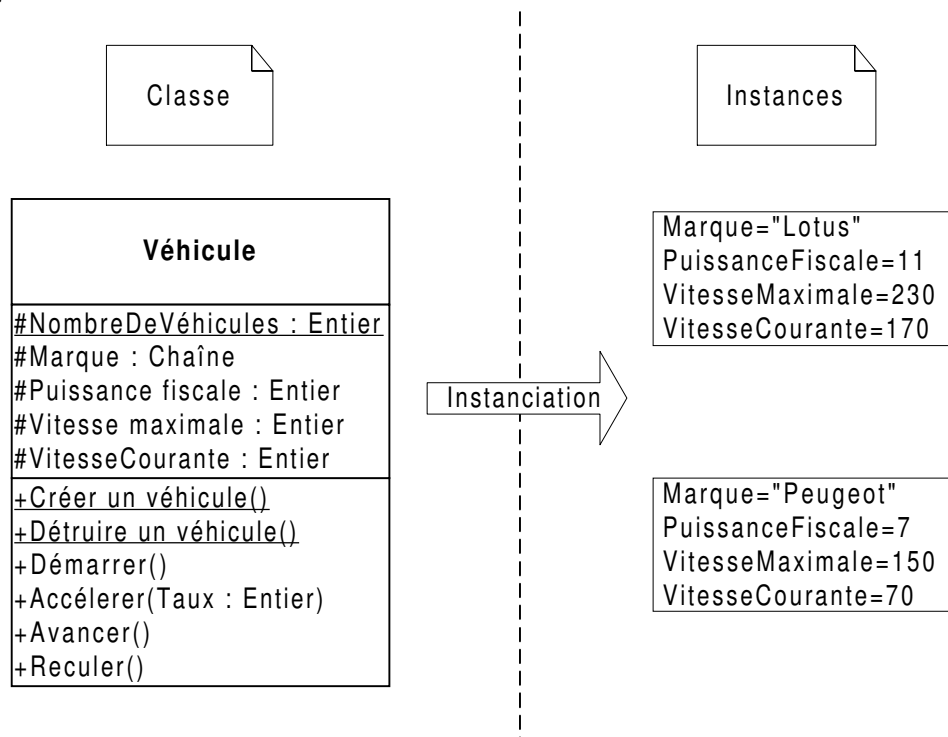 Classe
Instances
Véhicule
#NombreDeVéhicules : Entier
#Marque : Chaîne
#Puissance fiscale : Entier
#Vitesse maximale : Entier
#VitesseCourante : Entier
+Créer un véhicule()
+Détruire un véhicule()
+Démarrer()
+Accélerer(Taux : Entier)
+Avancer()
+Reculer()
Instanciation
Marque="Lotus"
PuissanceFiscale=11
VitesseMaximale=230
VitesseCourante=170
Marque="Peugeot"
PuissanceFiscale=7
VitesseMaximale=150
VitesseCourante=70